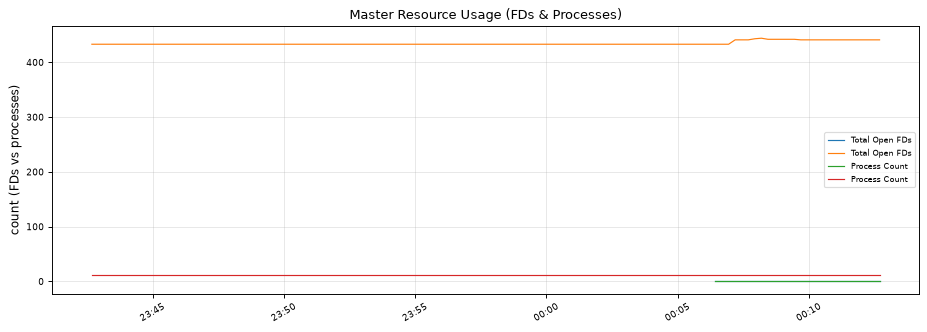 Master Resource Usage (FDs & Processes)
count (FDs vs processes)
400
300
200
100
0
Total Open FDs
Total Open FDs
Process Count
Process Count
23:45
23:50
23:55
00:00
00:05
00:10